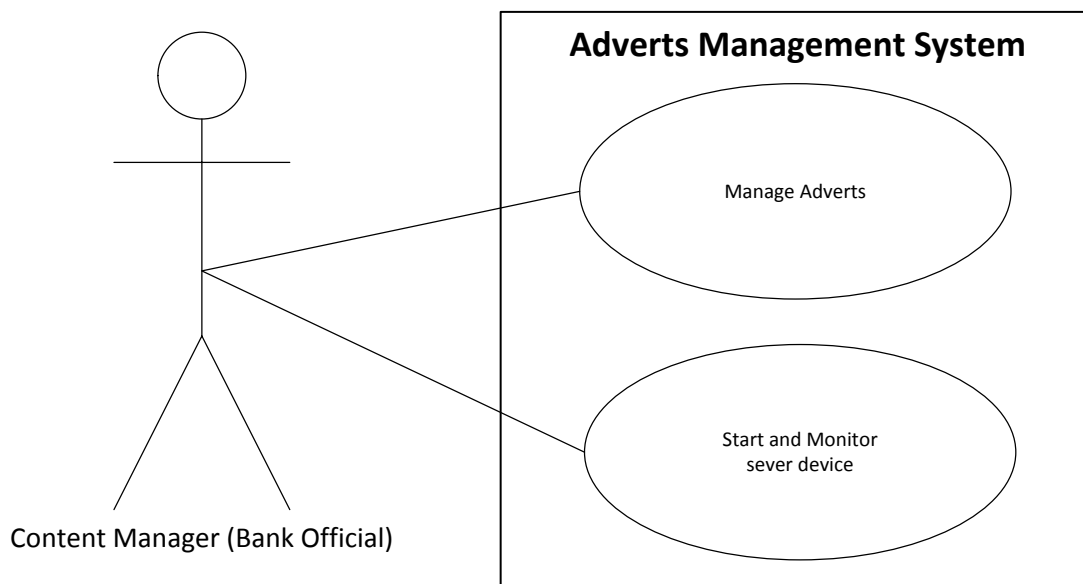 Adverts Management System
Manage Adverts
Start and Monitor
sever device
Content Manager (Bank Official)